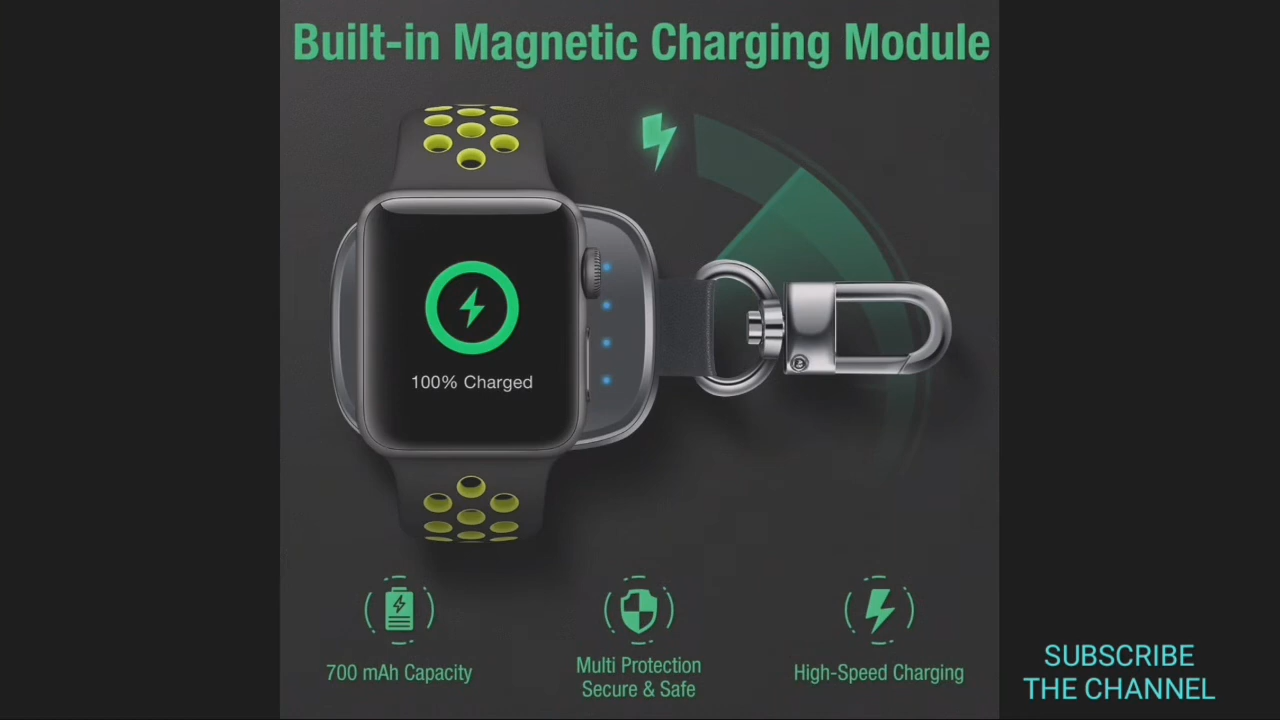 Built-in Magnetic Charging Module
100% Charged
700 mAh Capacity
Multi Protection
Secure & Safe
High-Speed Charging
SUBSCRIBE
THE CHANNEL